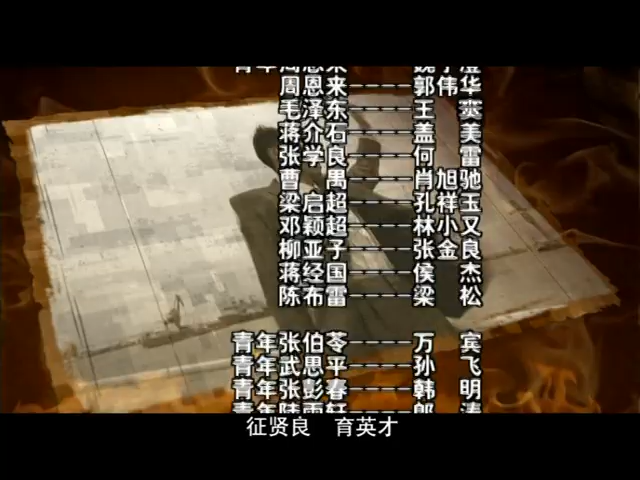 周恩来----郭伟华
毛泽东----王 奕
蒋介石----盖 美
张学良----何 雷
曹 禺----肖旭驰
梁启超----孔祥玉
邓颖超----林小又
柳亚子----张金良
蒋经国----侯 杰
陈布雷----梁 松
青年张伯苓----万 宾
青年武思平----孙 飞
青年张彭春----韩 明
征贤良 育英才